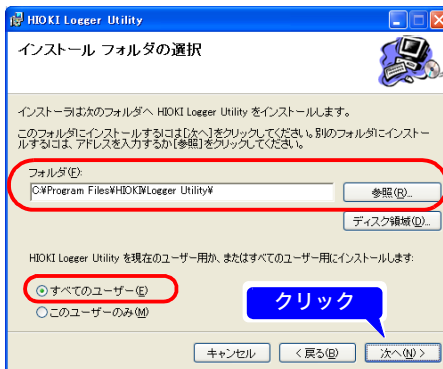 HIOKI Logger Utility
インストール フォルダの選択
インストーラは次のフォルダへ HIOKI Logger Utility をインストールします。
このフォルダにインストールするには[次へ]をクリックしてください。別のフォルダにインストー
ルするには、アドレスを入力するか[参照]をクリックしてください。
フォルダ(F):
C:¥Program Files¥HIOKI¥Logger Utility¥
参照(R)...
ディスク領域(D)...
HIOKI Logger Utility を現在のユーザー用か、またはすべてのユーザー用にインストールします:
すべてのユーザー(E)
このユーザーのみ(M)
クリック
キャンセル
< 戻る(B)
次へ(N) >